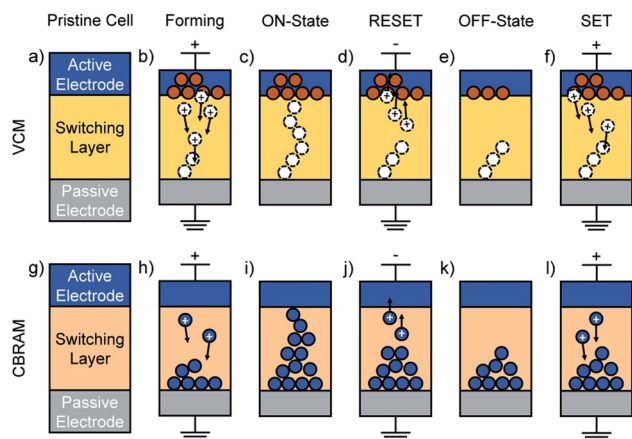 Pristine Cell Forming ON-State RESET OFF-State SET
a) b) c) d) e) f)
+ - +
VCM
Active
Electrode
Switching
Layer
Passive
Electrode
g) h) i) j) k) l)
+ - +
CBRAM
Active
Electrode
Switching
Layer
Passive
Electrode